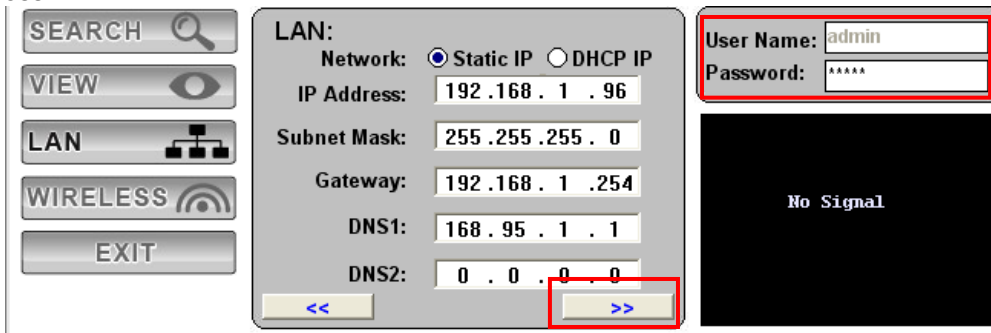 SEARCH
VIEW
LAN
WIRELESS
EXIT
LAN:
Network: Static IP DHCP IP
IP Address: 192 .168 . 1 . 96
Subnet Mask: 255 .255 .255 . 0
Gateway: 192 .168 . 1 .254
DNS1: 168 . 95 . 1 . 1
DNS2: 0 . 0 . 0 . 0
<< >>
User Name: admin
Password: *****
No Signal